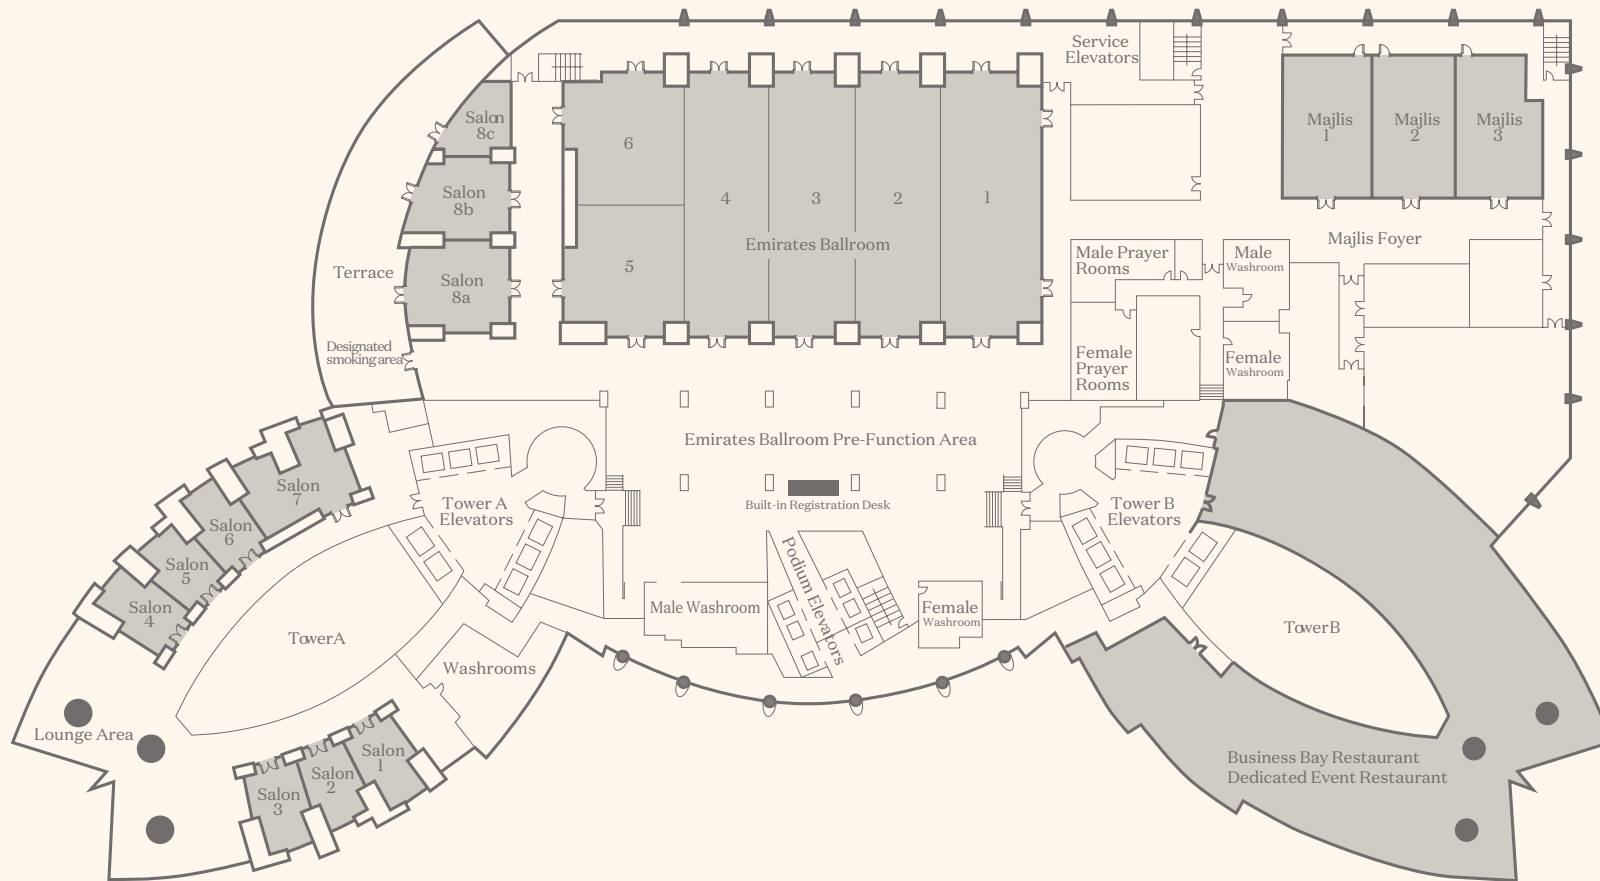 Service
Elevators
Salon
8c
Salon
8b
Salon
8a
Terrace
Designated
smoking area
6
5
4
3
2
1
Emirates Ballroom
Majlis
1
Majlis
2
Majlis
3
Majlis Foyer
Male Prayer
Rooms
Male
Washroom
Female
Prayer
Rooms
Female
Washroom
Emirates Ballroom Pre-Function Area
Built-in Registration Desk
Tower A
Elevators
Tower B
Elevators
Salon
7
Salon
6
Salon
5
Salon
4
Podium Elevators
Male Washroom
Female
Washroom
Tower A
Tower B
Washrooms
Lounge Area
Salon
1
Salon
2
Salon
3
Business Bay Restaurant
Dedicated Event Restaurant